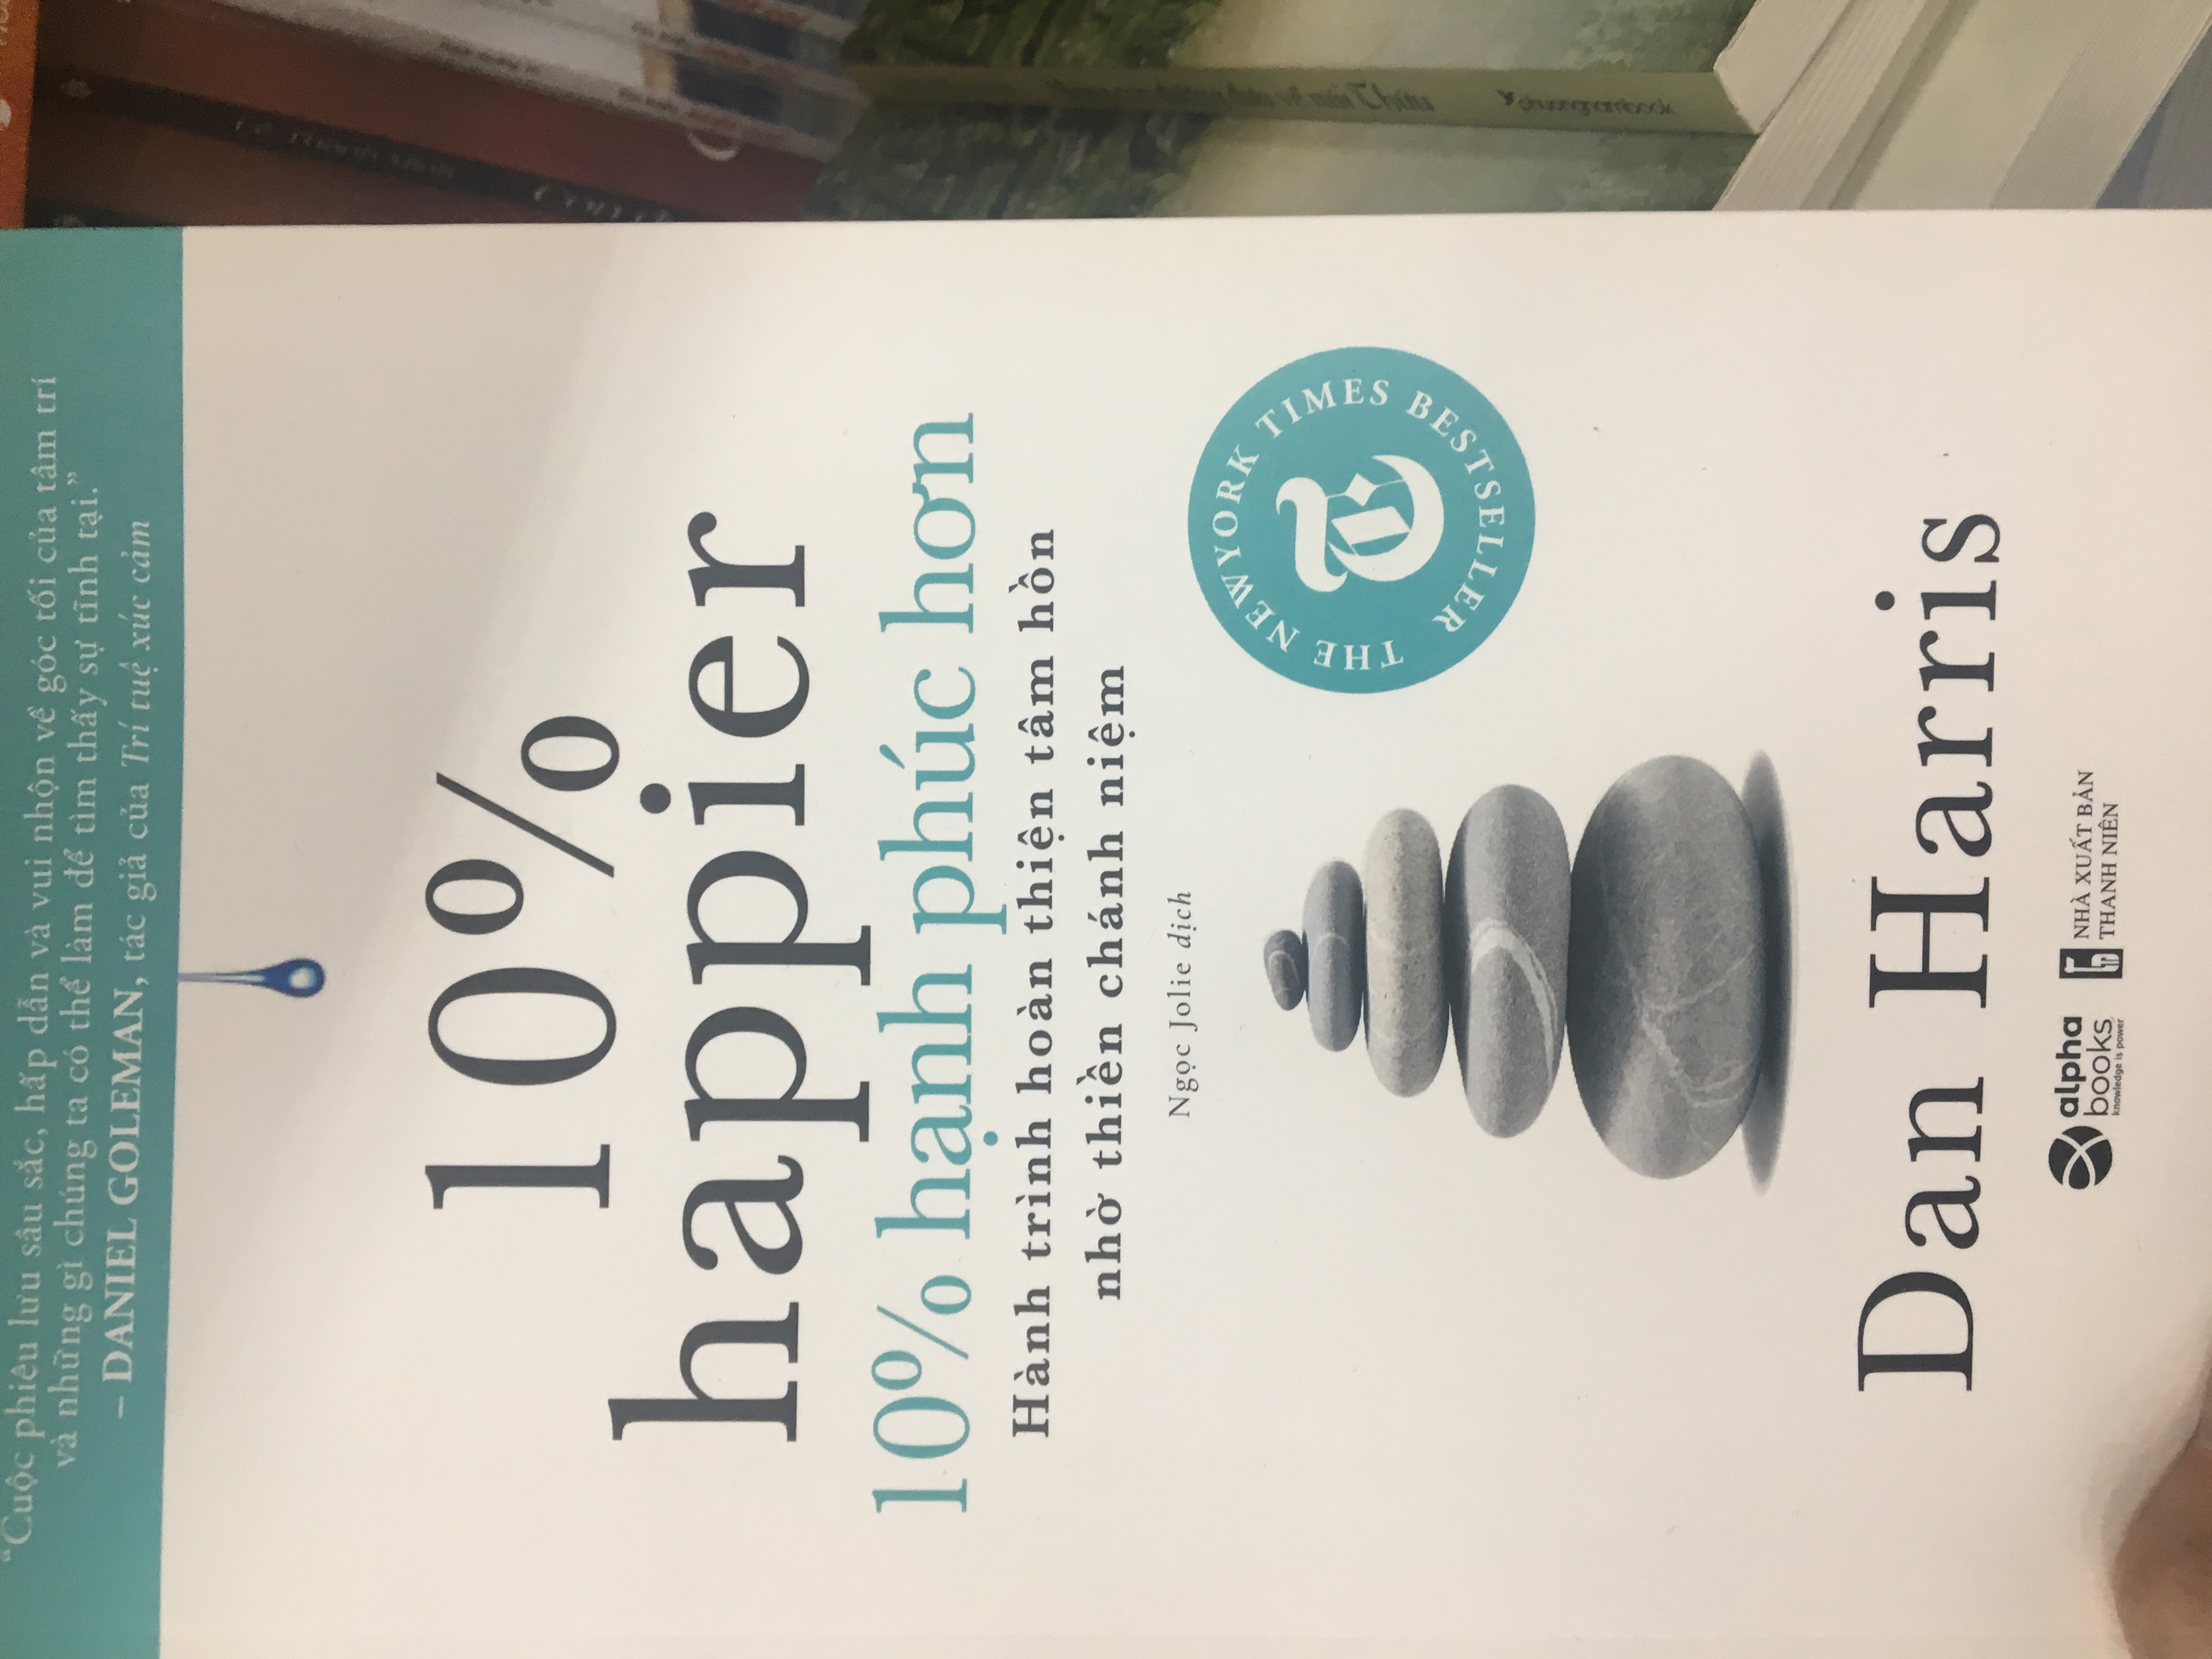 “Cuộc phiêu lưu sâu sắc, hấp dẫn và vui nhộn về góc tối của tâm trí
và những gì chúng ta có thể làm để tìm thấy sự tĩnh tại.”
– DANIEL GOLEMAN, tác giả của Trí tuệ xúc cảm
10%
happier
10% hạnh phúc hơn
Hành trình hoàn thiện tâm hồn
nhờ thiền chánh niệm
Ngọc Jolie dịch
THE NEWYORK TIMES BESTSELLER
Dan Harris
alpha
books
knowledge is power
NHÀ XUẤT BẢN
THANH NIÊN